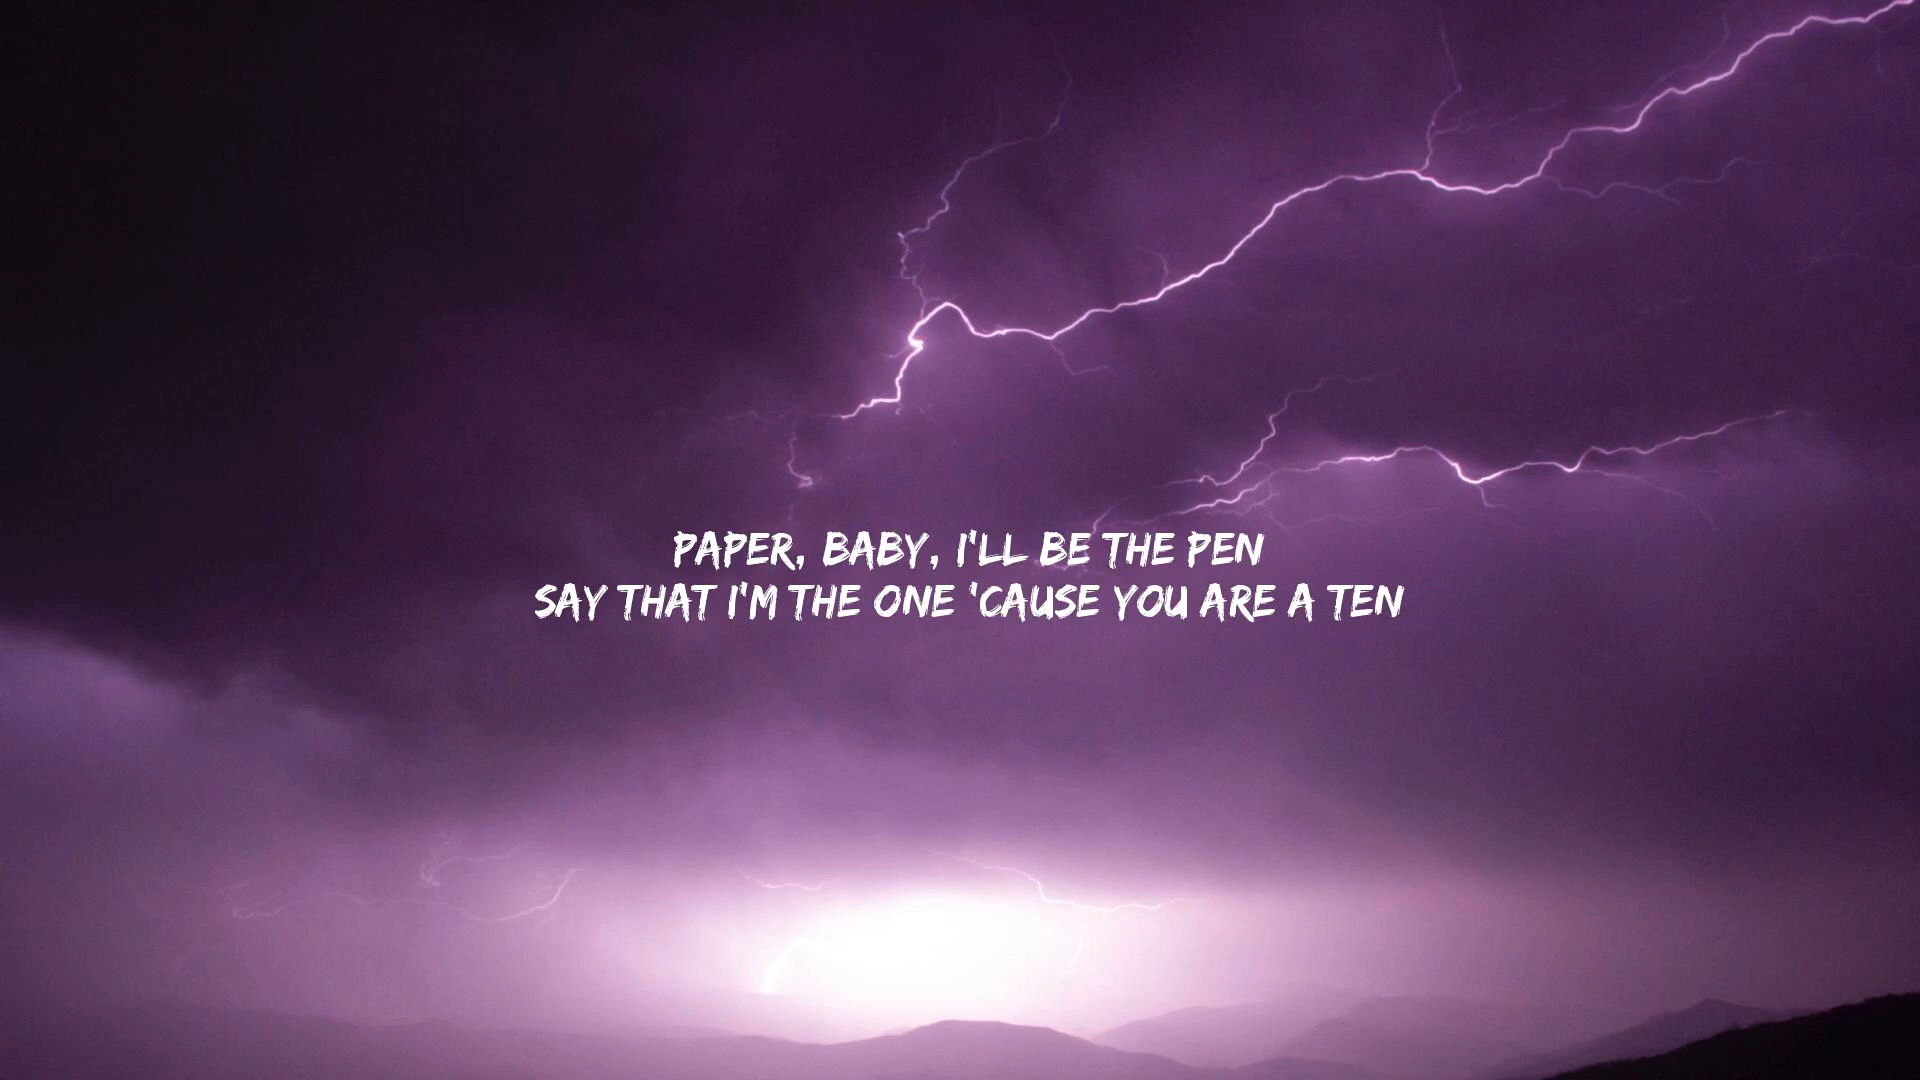 PAPER, BABY, I'LL BE THE PEN
SAY THAT I'M THE ONE 'CAUSE YOU ARE A TEN